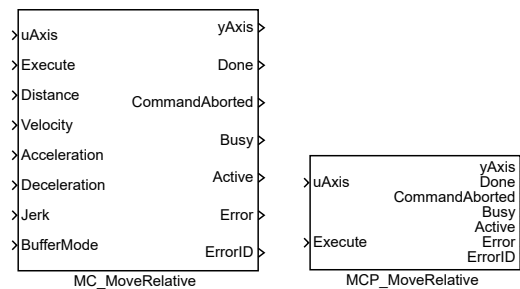 uAxis
Execute
Distance
Velocity
Acceleration
Deceleration
Jerk
BufferMode
yAxis
Done
CommandAborted
Busy
Active
Error
ErrorID
MC_MoveRelative
uAxis
Execute
yAxis
Done
CommandAborted
Busy
Active
Error
ErrorID
MCP_MoveRelative